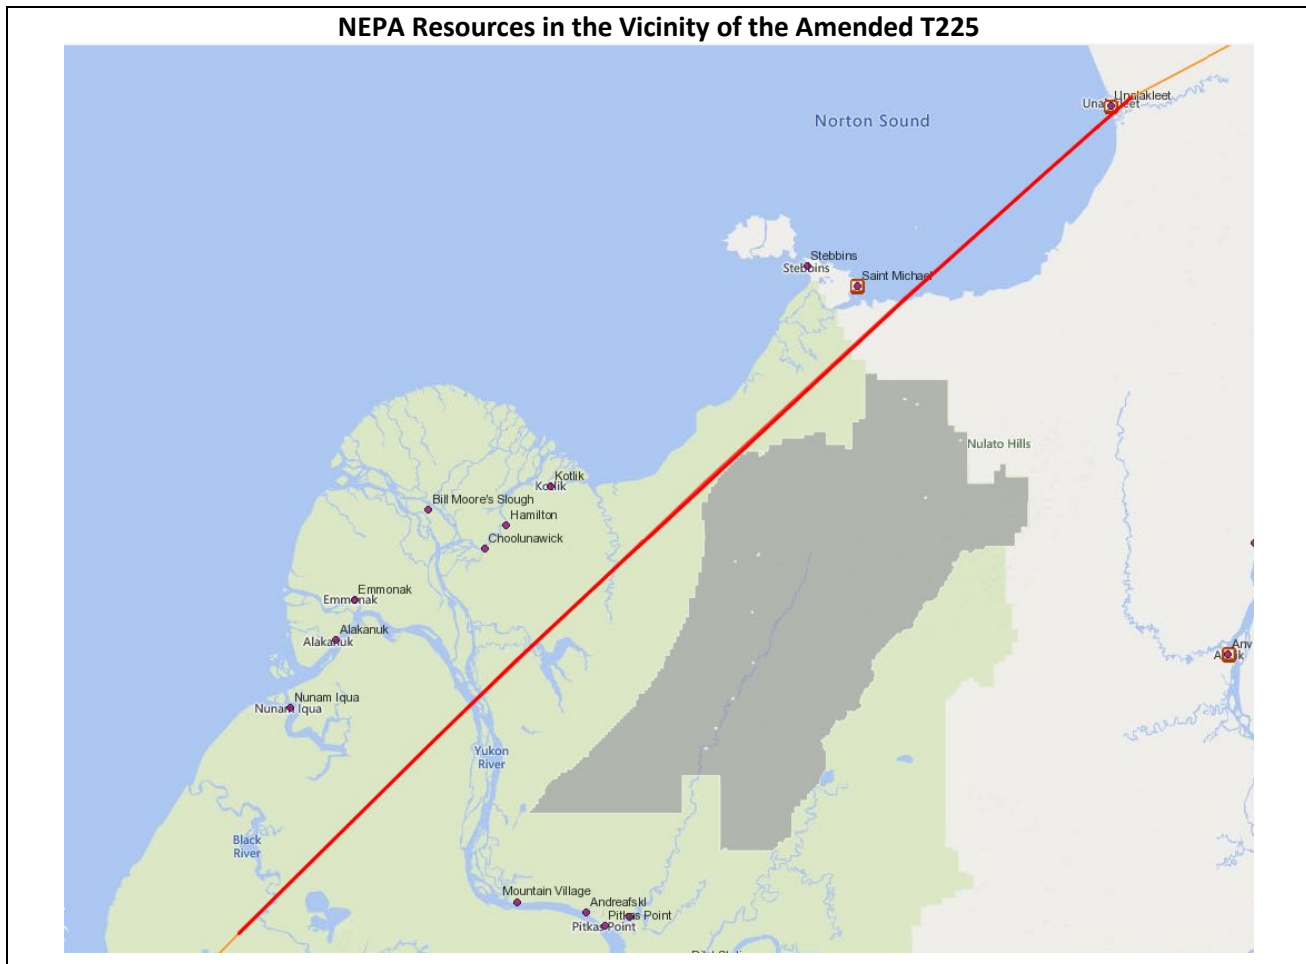 NEPA Resources in the Vicinity of the Amended T225
Unalakleet
Norton Sound
Stebbins
Stebbins
Saint Michael
Nulato Hills
Kotlik
Kotlik
Bill Moore's Slough
Hamilton
Choolunawick
Emmonak
Emmonak
Alakanuk
Alakanuk
Nunam Iqua
Nunam Iqua
Yukon
River
Black
River
Mountain Village
Andreafski
Pitkas Point
Pitkas Point